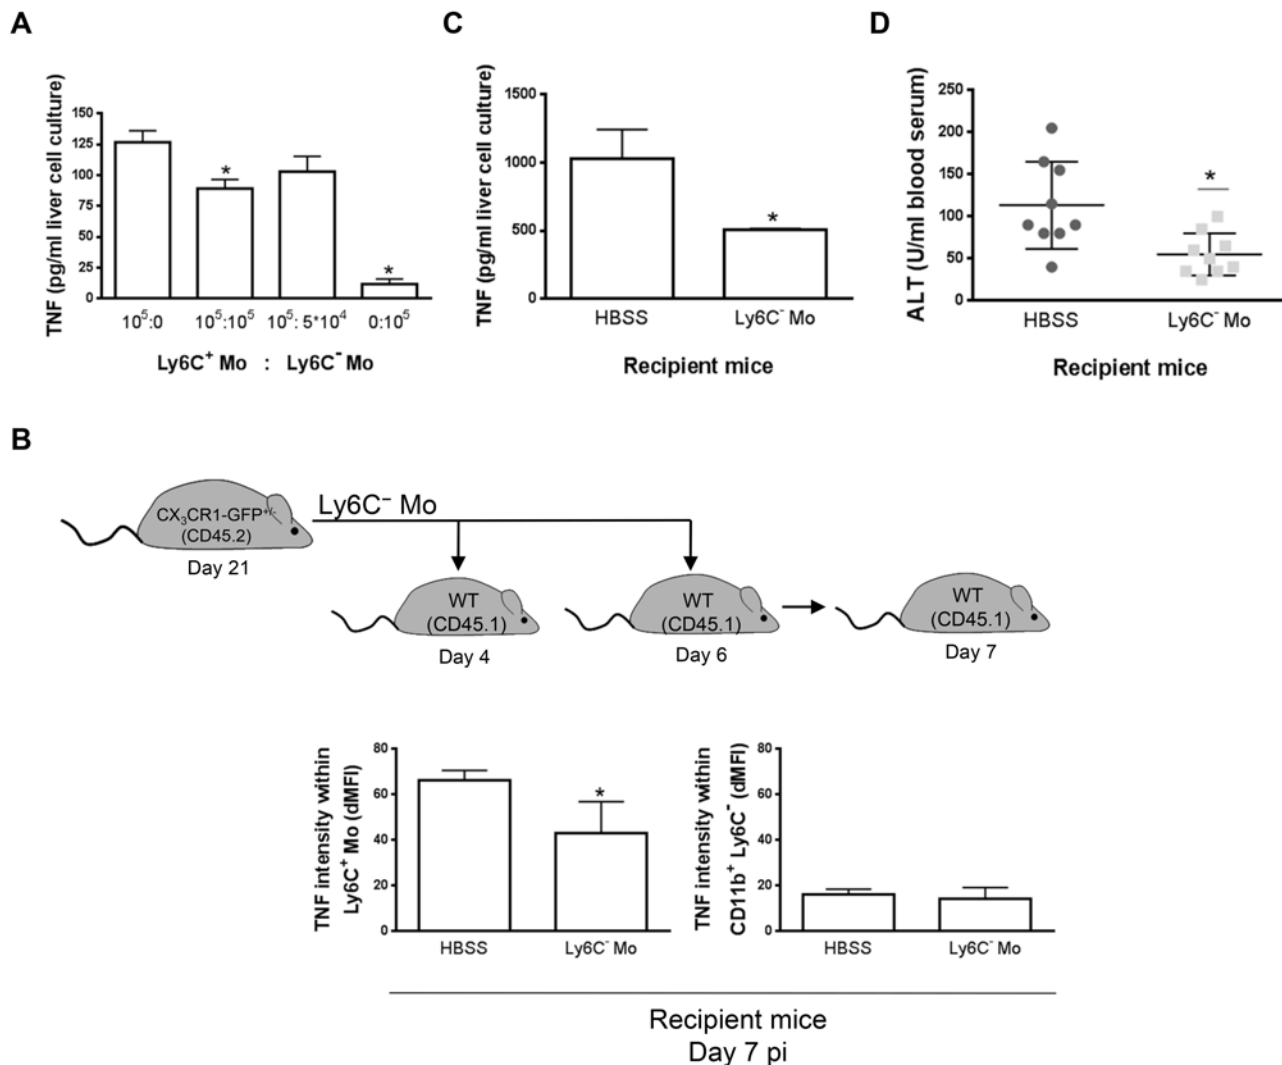 A
TNF (pg/ml liver cell culture)
150
125
100
75
50
25
0
10⁵:0
10⁵:10⁵
10⁵: 5*10⁴
0:10⁵
*
*
Ly6C⁺ Mo : Ly6C⁻ Mo
C
TNF (pg/ml liver cell culture)
1500
1000
500
0
*
HBSS
Ly6C⁻ Mo
Recipient mice
D
ALT (U/ml blood serum)
250
200
150
100
50
0
*
HBSS
Ly6C⁻ Mo
Recipient mice
B
CX₃CR1-GFP⁺/⁻
(CD45.2)
Day 21
Ly6C⁻ Mo
WT
(CD45.1)
Day 4
WT
(CD45.1)
Day 6
WT
(CD45.1)
Day 7
TNF intensity within
Ly6C⁺ Mo (dMFI)
80
60
40
20
0
*
HBSS
Ly6C⁻ Mo
TNF intensity within
CD11b⁺ Ly6C⁻ (dMFI)
80
60
40
20
0
HBSS
Ly6C⁻ Mo
Recipient mice
Day 7 pi